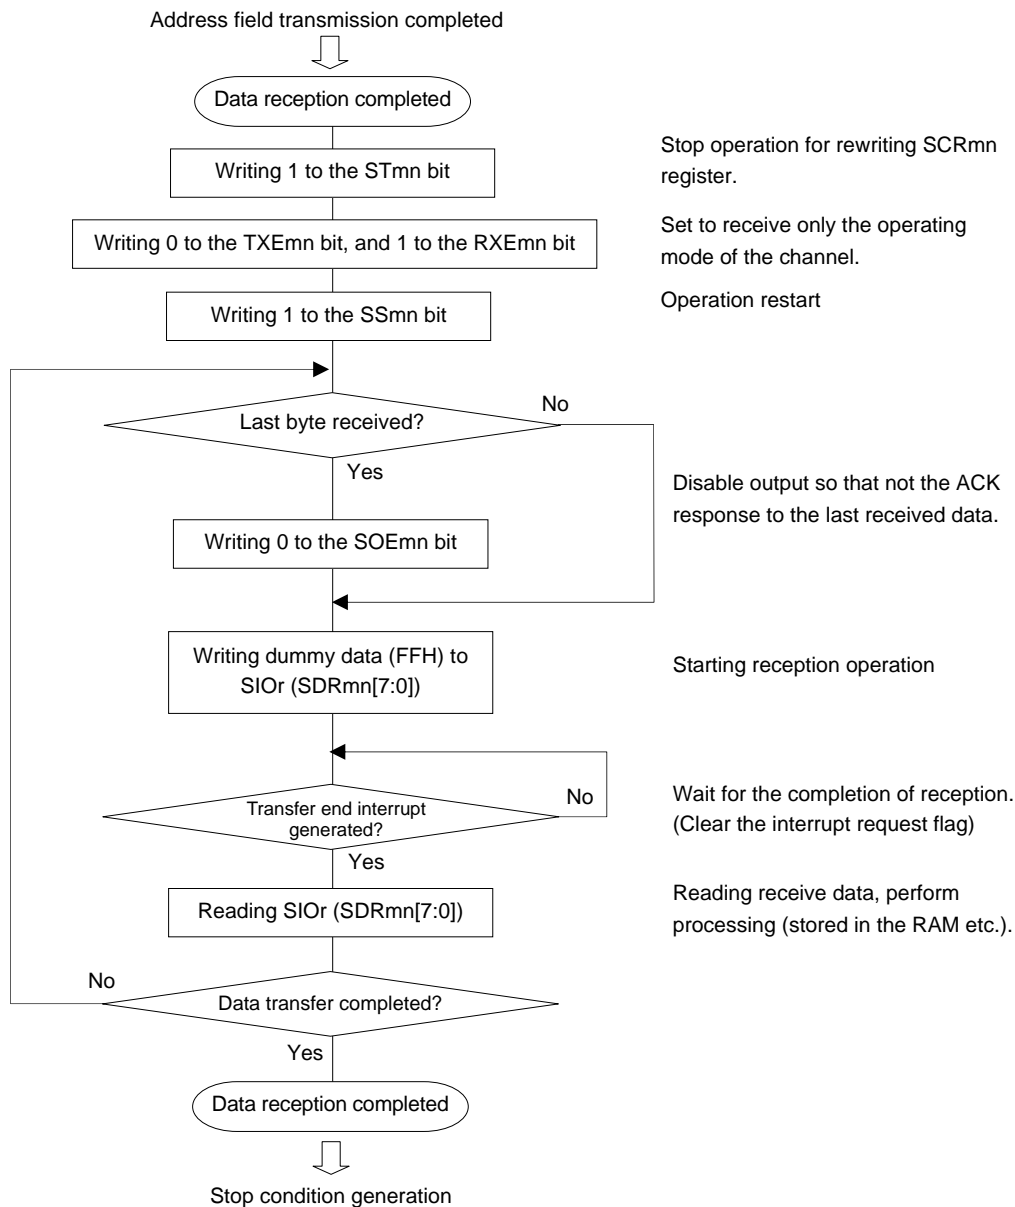 Address field transmission completed
Data reception completed
Writing 1 to the STmn bit
Stop operation for rewriting SCRmn
register.
Writing 0 to the TXEmn bit, and 1 to the RXEmn bit
Set to receive only the operating
mode of the channel.
Writing 1 to the SSmn bit
Operation restart
Last byte received?
No
Yes
Disable output so that not the ACK
response to the last received data.
Writing 0 to the SOEmn bit
Writing dummy data (FFH) to
SIOr (SDRmn[7:0])
Starting reception operation
Transfer end interrupt
generated?
No
Yes
Wait for the completion of reception.
(Clear the interrupt request flag)
Reading SIOr (SDRmn[7:0])
Reading receive data, perform
processing (stored in the RAM etc.).
No
Data transfer completed?
Yes
Data reception completed
Stop condition generation